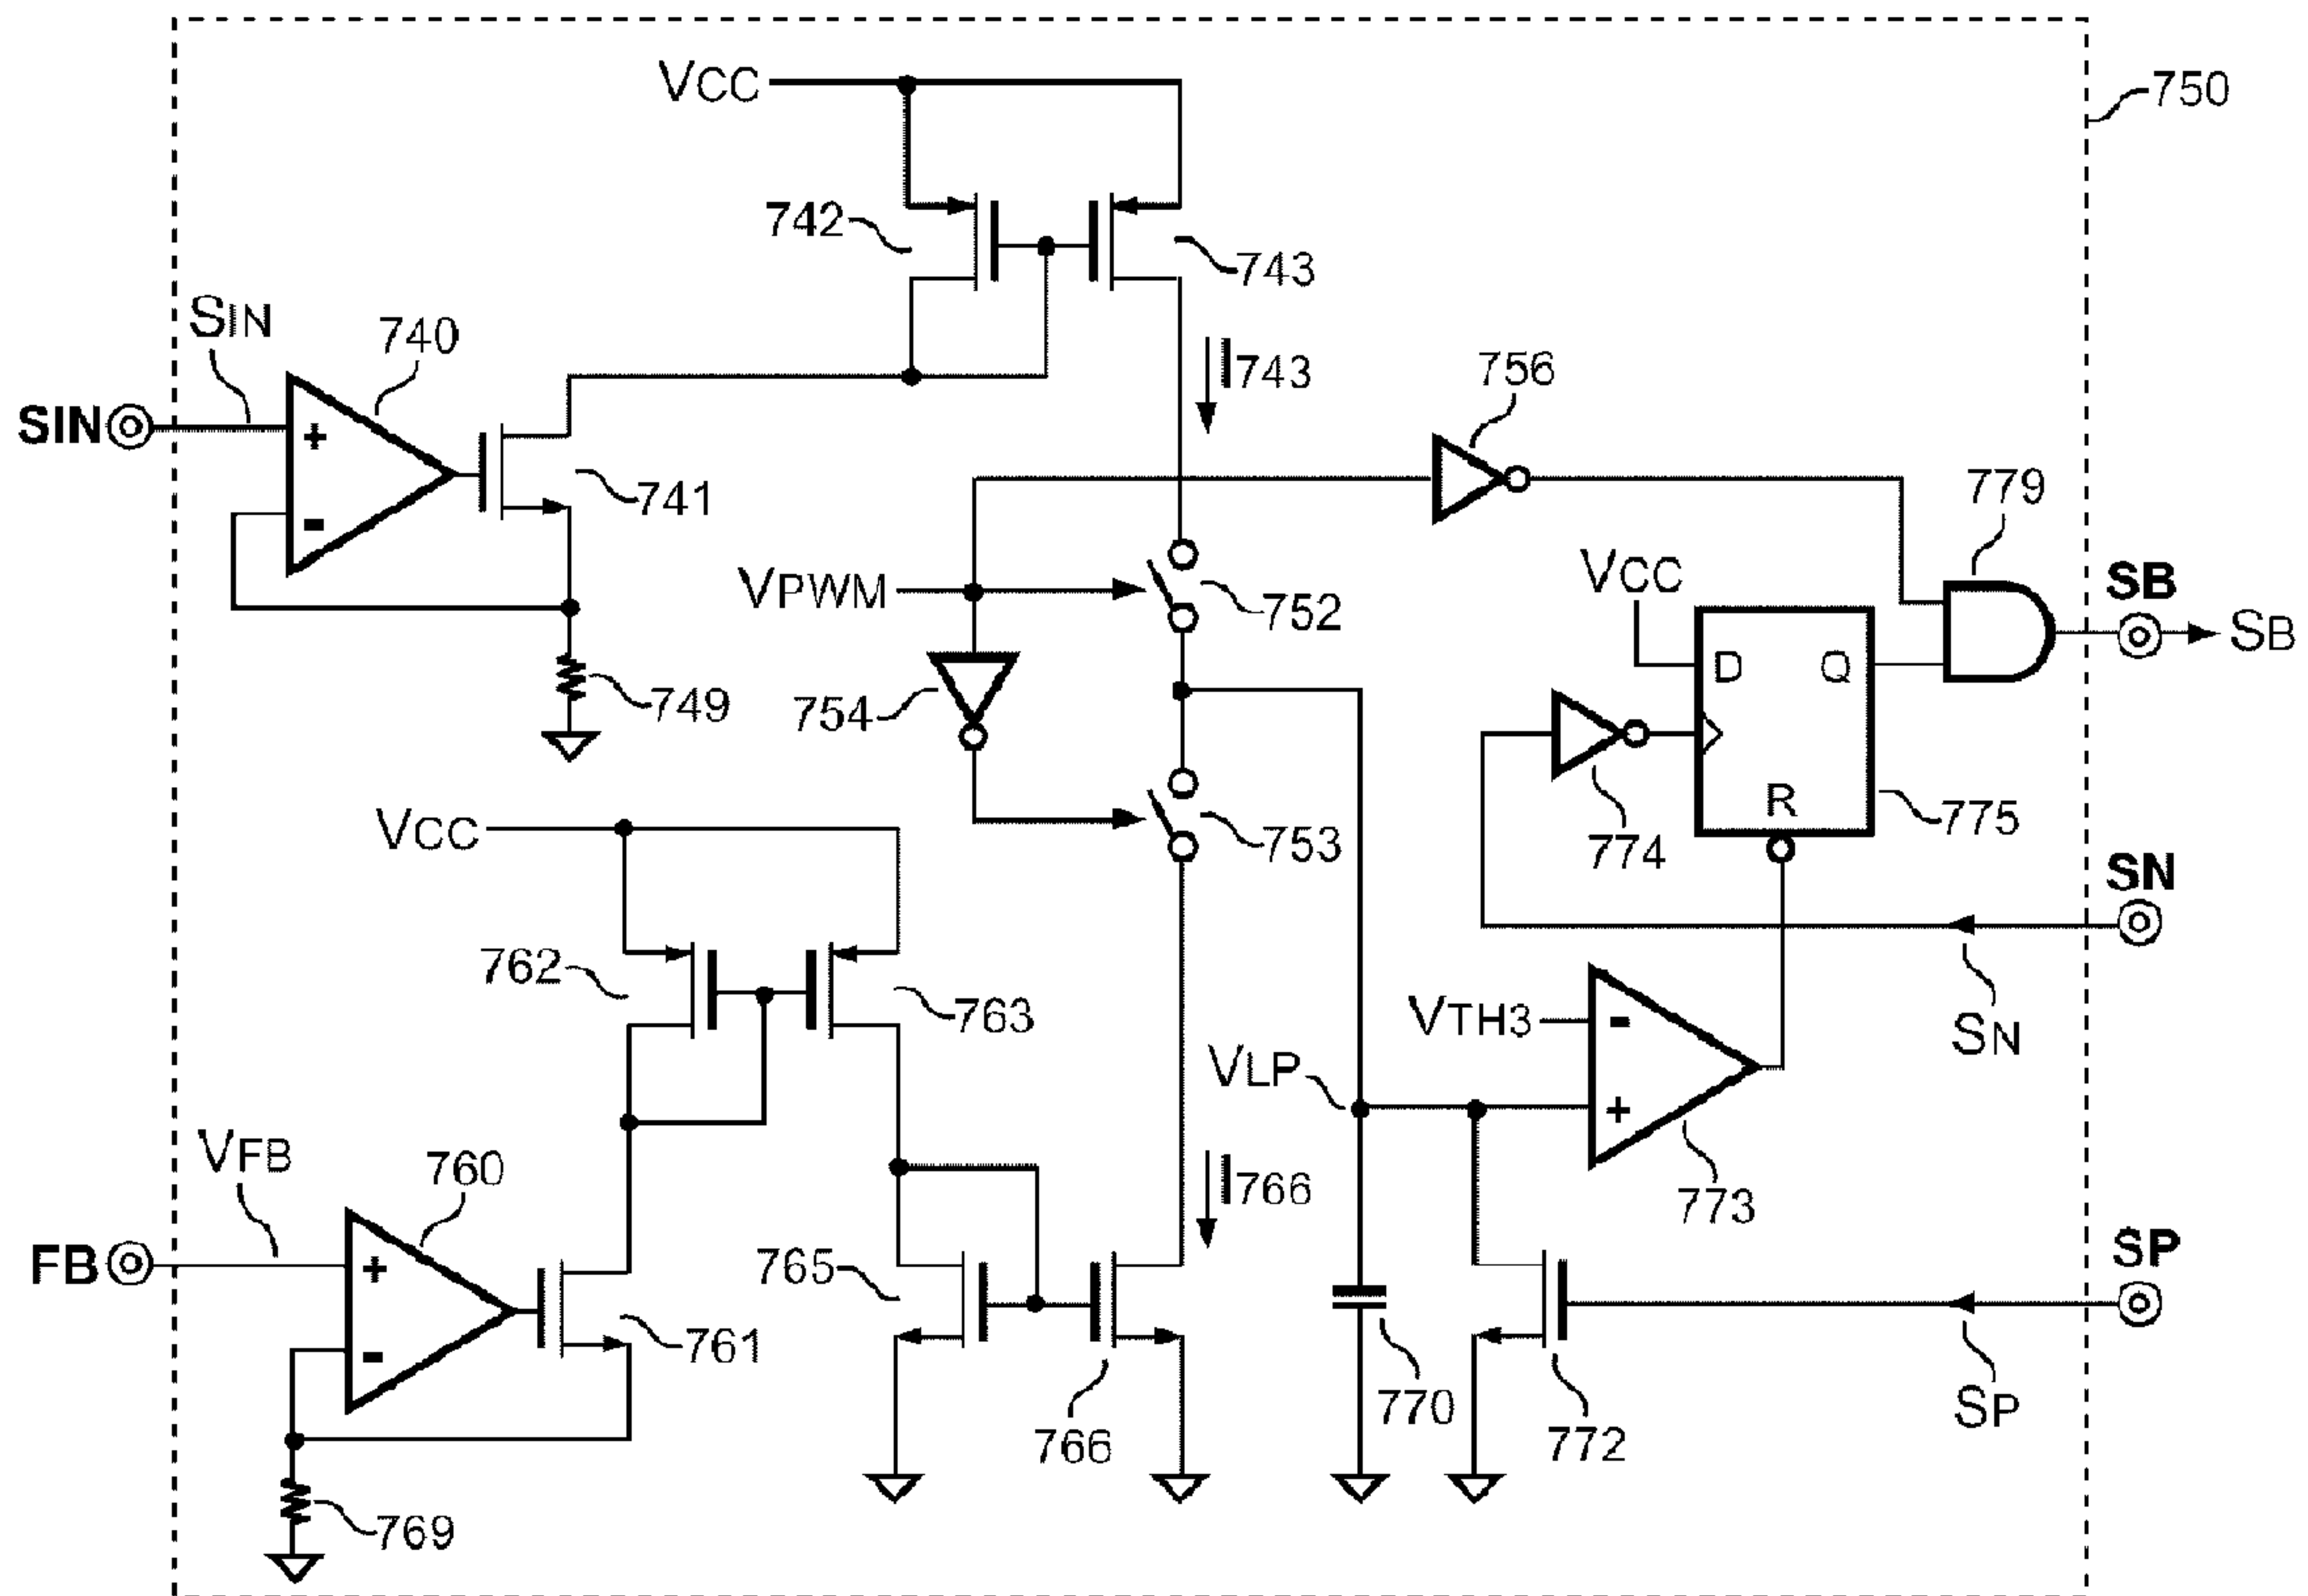 VCC
750
742
743
SIN
740
I743
756
SIN
+
-
741
779
VPWM
752
VCC
SB
SB
D
Q
749
754
774
R
775
VCC
753
SN
762
763
VTH3
-
SN
VLP
+
773
VFB
760
I766
FB
+
-
765
SP
761
770
772
SP
766
769